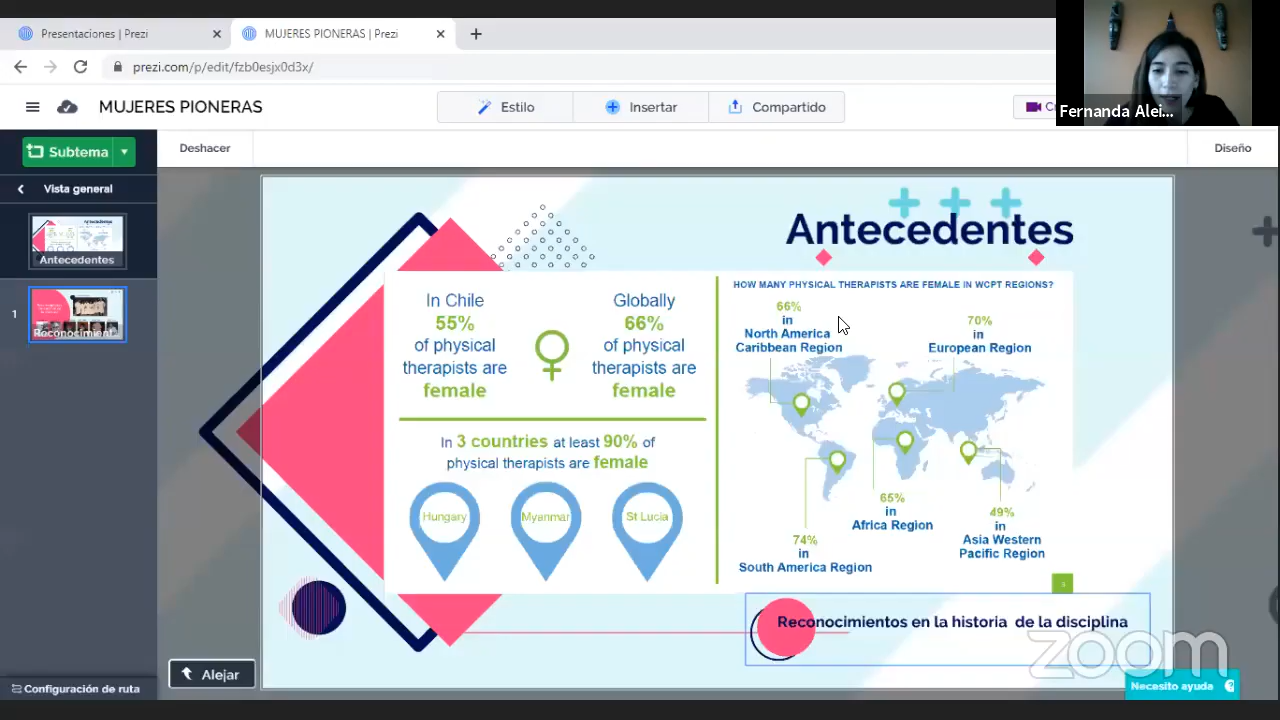 Presentaciones | Prezi
MUJERES PIONERAS | Prezi
prezi.com/p/edit/fzb0esjx0d3x/
MUJERES PIONERAS
Estilo
Insertar
Compartido
Fernanda Alei...
Subtema
Deshacer
Diseño
Vista general
Antecedentes
1
Reconocimient
Antecedentes
In Chile
55%
of physical
therapists are
female
Globally
66%
of physical
therapists are
female
In 3 countries at least 90% of
physical therapists are female
Hungary
Myanmar
St Lucia
HOW MANY PHYSICAL THERAPISTS ARE FEMALE IN WCPT REGIONS?
66%
in
North America
Caribbean Region
70%
in
European Region
65%
in
Africa Region
49%
in
Asia Western
Pacific Region
74%
in
South America Region
Reconocimientos en la historia de la disciplina
zoom
Alejar
Configuración de ruta
Necesito ayuda